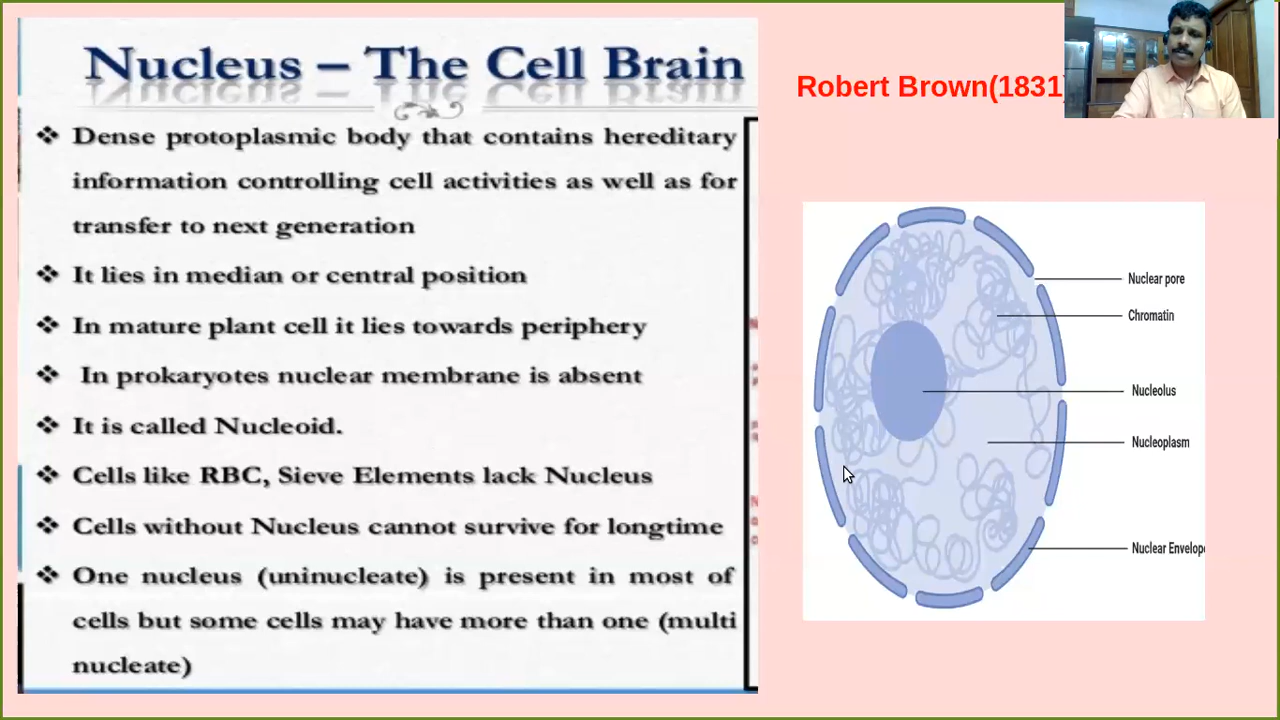 Nucleus – The Cell Brain
Robert Brown(1831
❖ Dense protoplasmic body that contains hereditary
information controlling cell activities as well as for
transfer to next generation
❖ It lies in median or central position
❖ In mature plant cell it lies towards periphery
❖ In prokaryotes nuclear membrane is absent
❖ It is called Nucleoid.
❖ Cells like RBC, Sieve Elements lack Nucleus
❖ Cells without Nucleus cannot survive for longtime
❖ One nucleus (uninucleate) is present in most of
cells but some cells may have more than one (multi
nucleate)
Nuclear pore
Chromatin
Nucleolus
Nucleoplasm
Nuclear Envelope